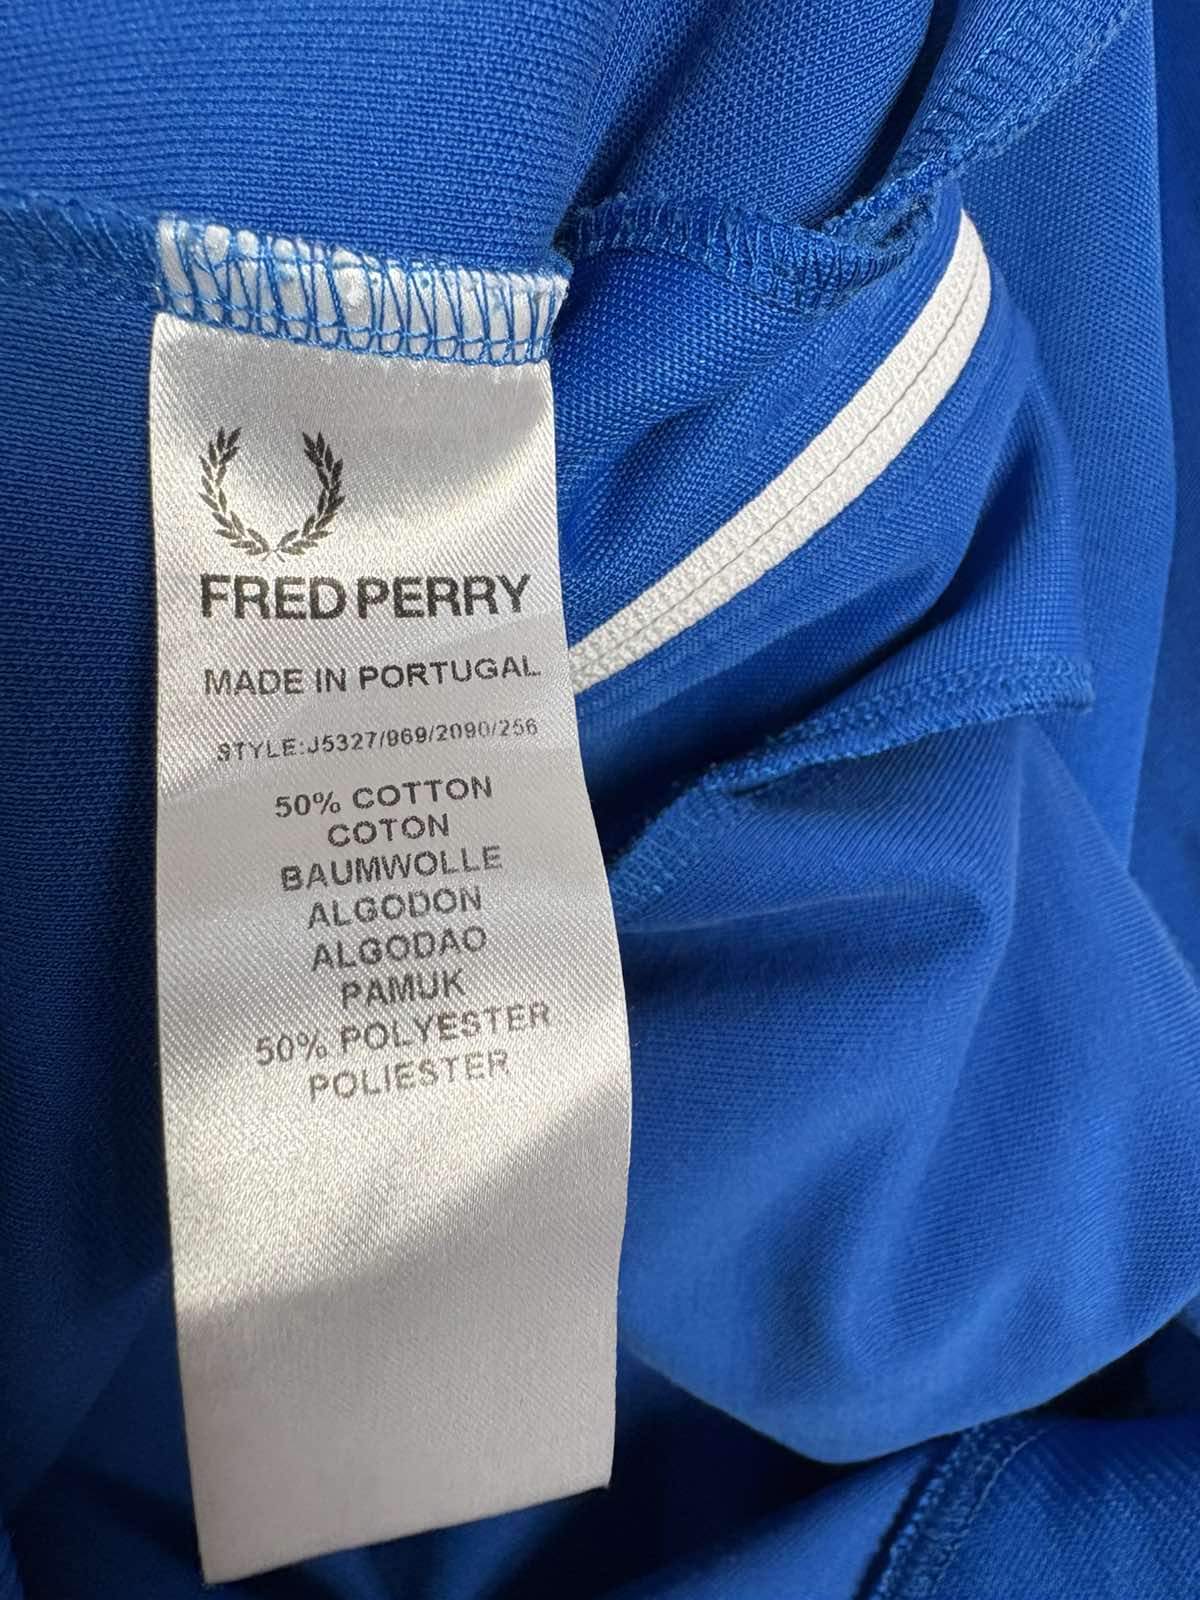 FRED PERRY
MADE IN PORTUGAL
STYLE:J5327/969/2090/256
50% COTTON
COTON
BAUMWOLLE
ALGODON
ALGODAO
PAMUK
50% POLYESTER
POLIESTER